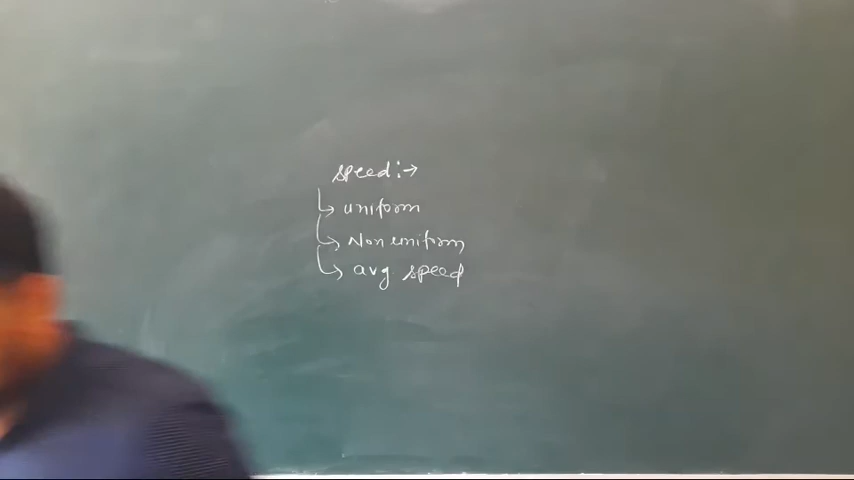 speed:→
↳ uniform
↳ Non uniform
↳ avg speed